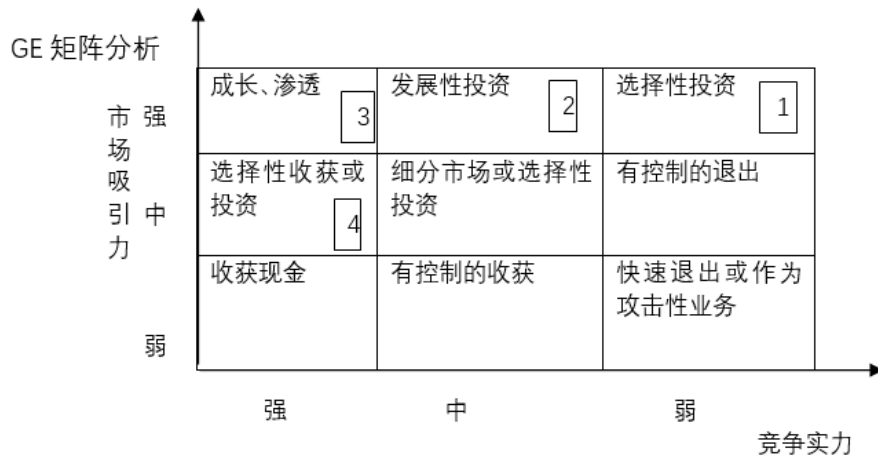 GE 矩阵分析
市场吸引力
强
中
弱
成长、渗透
3
发展性投资
2
选择性投资
1
选择性收获或
投资
4
细分市场或选择性
投资
有控制的退出
收获现金
有控制的收获
快速退出或作为
攻击性业务
强
中
弱
竞争实力